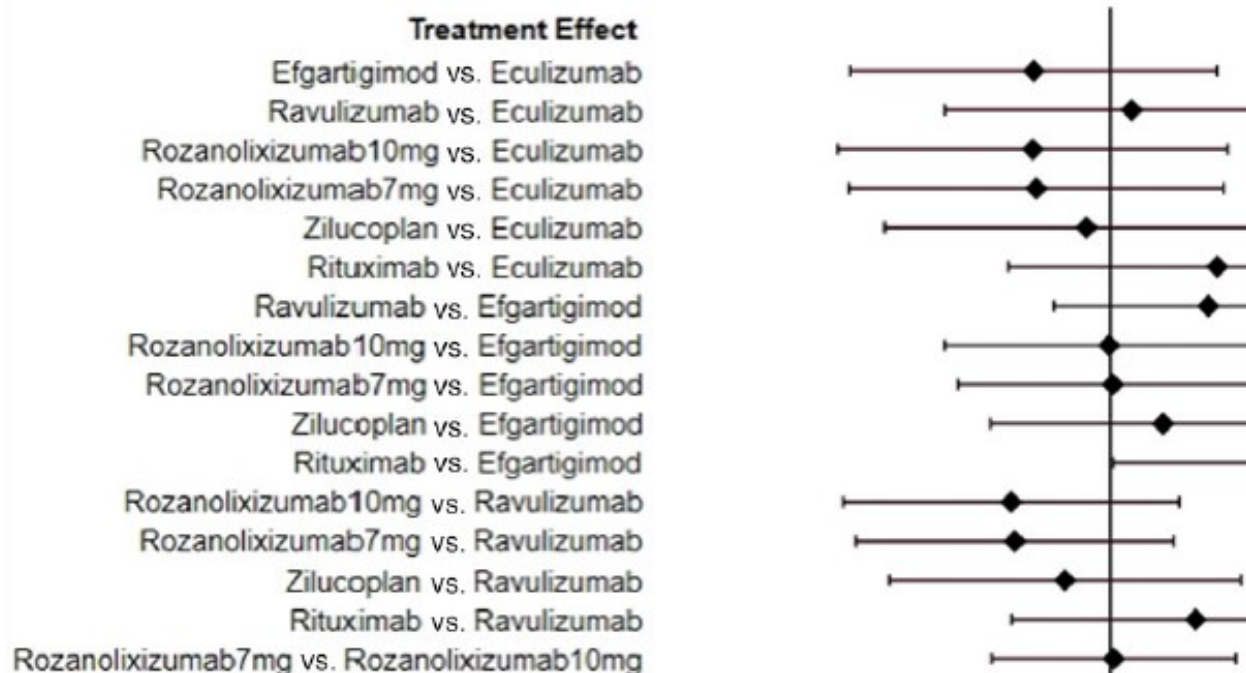 Treatment Effect
Efgartigimod vs. Eculizumab
Ravulizumab vs. Eculizumab
Rozanolixizumab10mg vs. Eculizumab
Rozanolixizumab7mg vs. Eculizumab
Zilucoplan vs. Eculizumab
Rituximab vs. Eculizumab
Ravulizumab vs. Efgartigimod
Rozanolixizumab10mg vs. Efgartigimod
Rozanolixizumab7mg vs. Efgartigimod
Zilucoplan vs. Efgartigimod
Rituximab vs. Efgartigimod
Rozanolixizumab10mg vs. Ravulizumab
Rozanolixizumab7mg vs. Ravulizumab
Zilucoplan vs. Ravulizumab
Rituximab vs. Ravulizumab
Rozanolixizumab7mg vs. Rozanolixizumab10mg